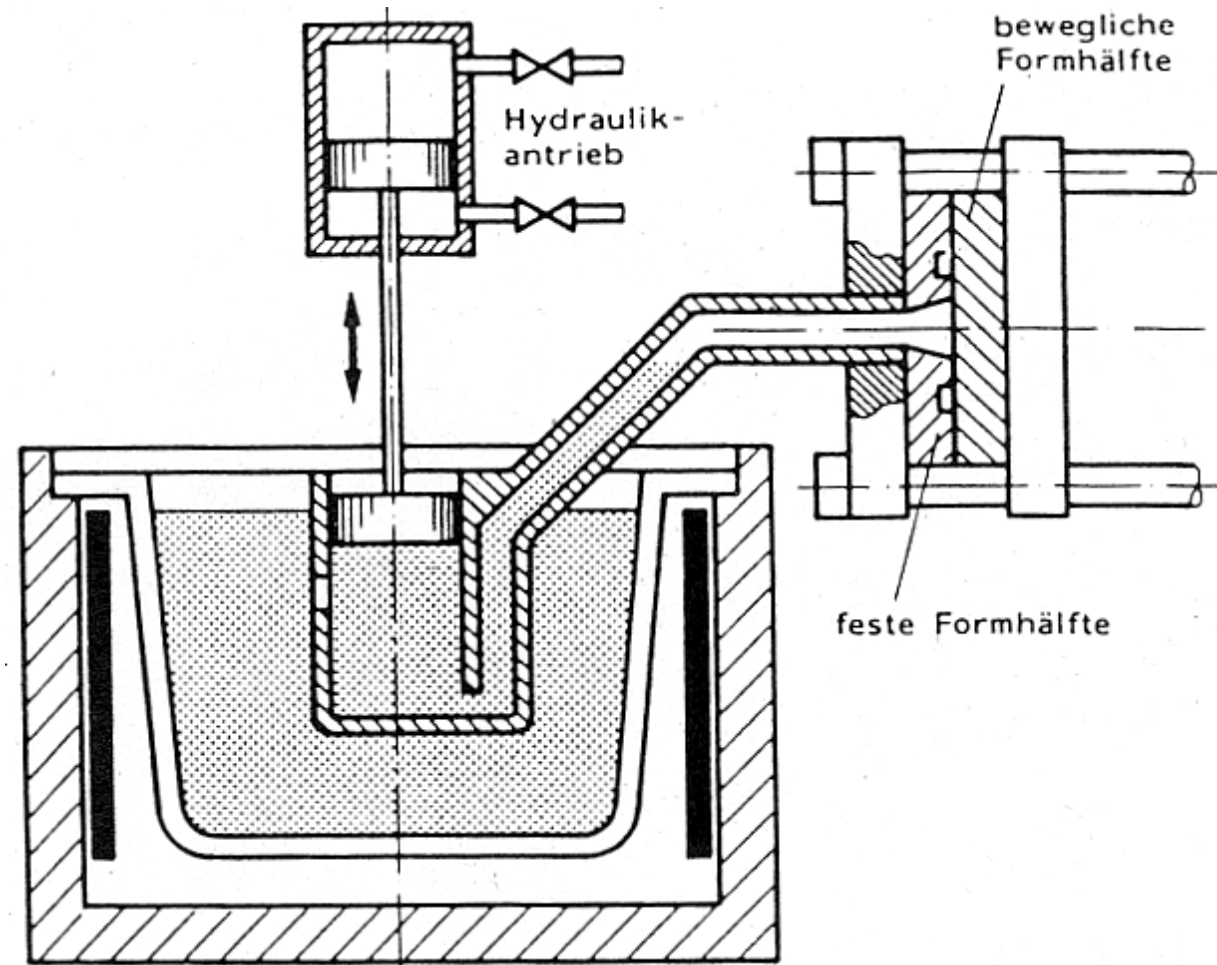 bewegliche
Formhälfte
Hydraulik-
antrieb
feste Formhälfte